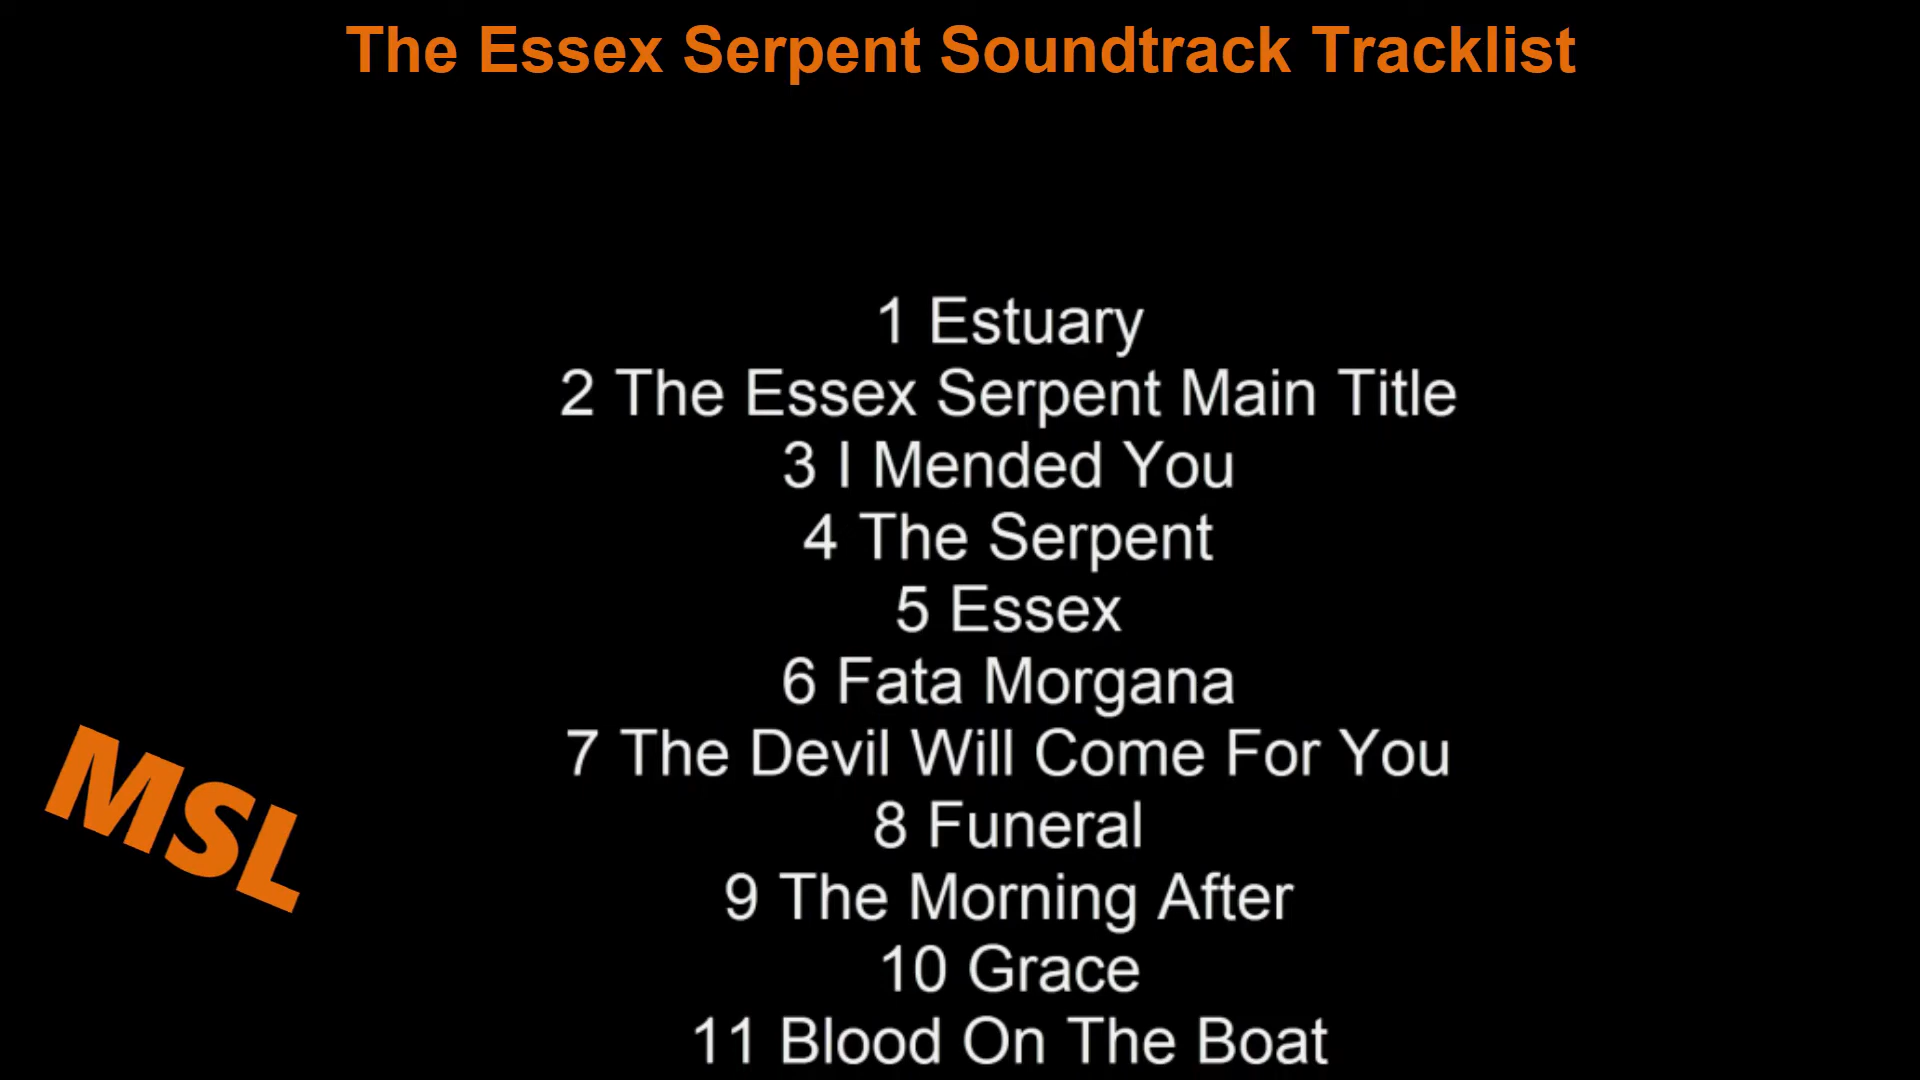 The Essex Serpent Soundtrack Tracklist
1 Estuary
2 The Essex Serpent Main Title
3 I Mended You
4 The Serpent
5 Essex
6 Fata Morgana
7 The Devil Will Come For You
8 Funeral
9 The Morning After
10 Grace
11 Blood On The Boat
MSL